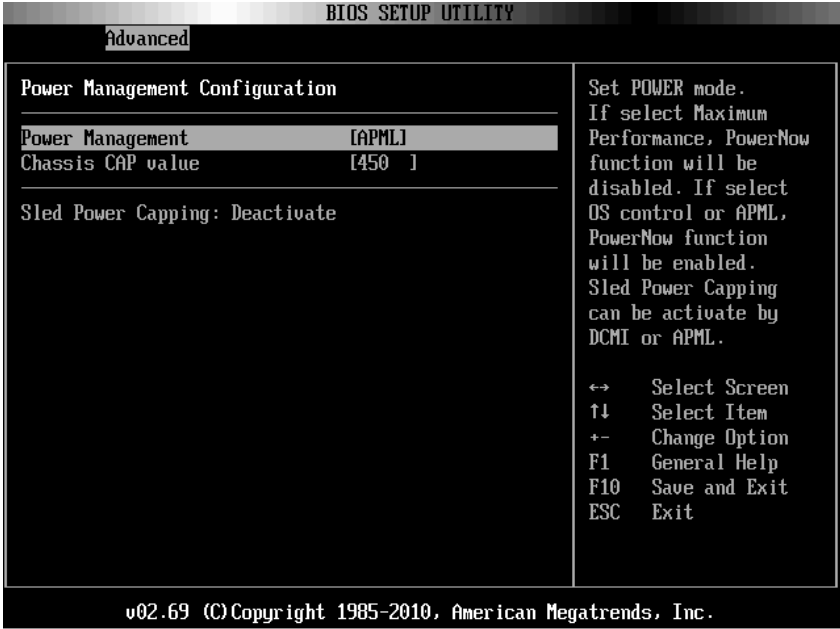 BIOS SETUP UTILITY
Advanced
Power Management Configuration
Power Management [APML]
Chassis CAP value [450 ]
Sled Power Capping: Deactivate
Set POWER mode.
If select Maximum
Performance, PowerNow
function will be
disabled. If select
OS control or APML,
PowerNow function
will be enabled.
Sled Power Capping
can be activate by
DCMI or APML.
↔ Select Screen
↑↓ Select Item
+- Change Option
F1 General Help
F10 Save and Exit
ESC Exit
v02.69 (C)Copyright 1985-2010, American Megatrends, Inc.